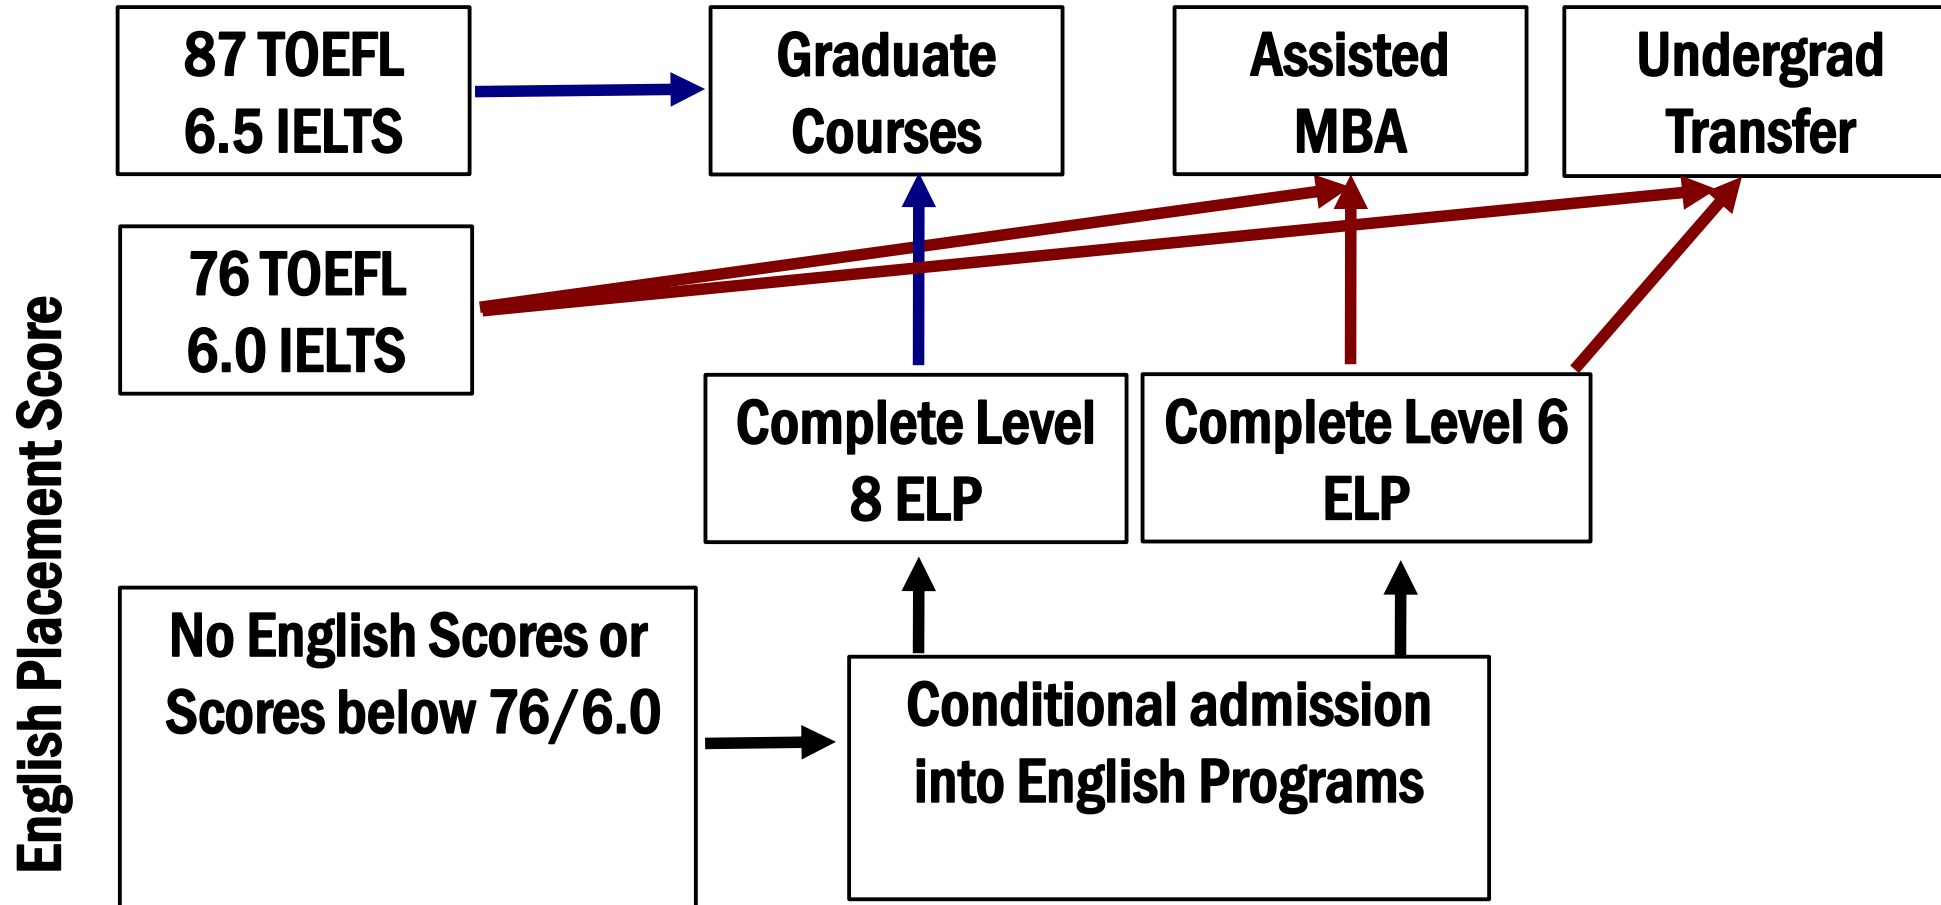 87 TOEFL
6.5 IELTS
Graduate
Courses
Assisted
MBA
Undergrad
Transfer
76 TOEFL
6.0 IELTS
English Placement Score
Complete Level
8 ELP
Complete Level 6
ELP
No English Scores or
Scores below 76/6.0
Conditional admission
into English Programs